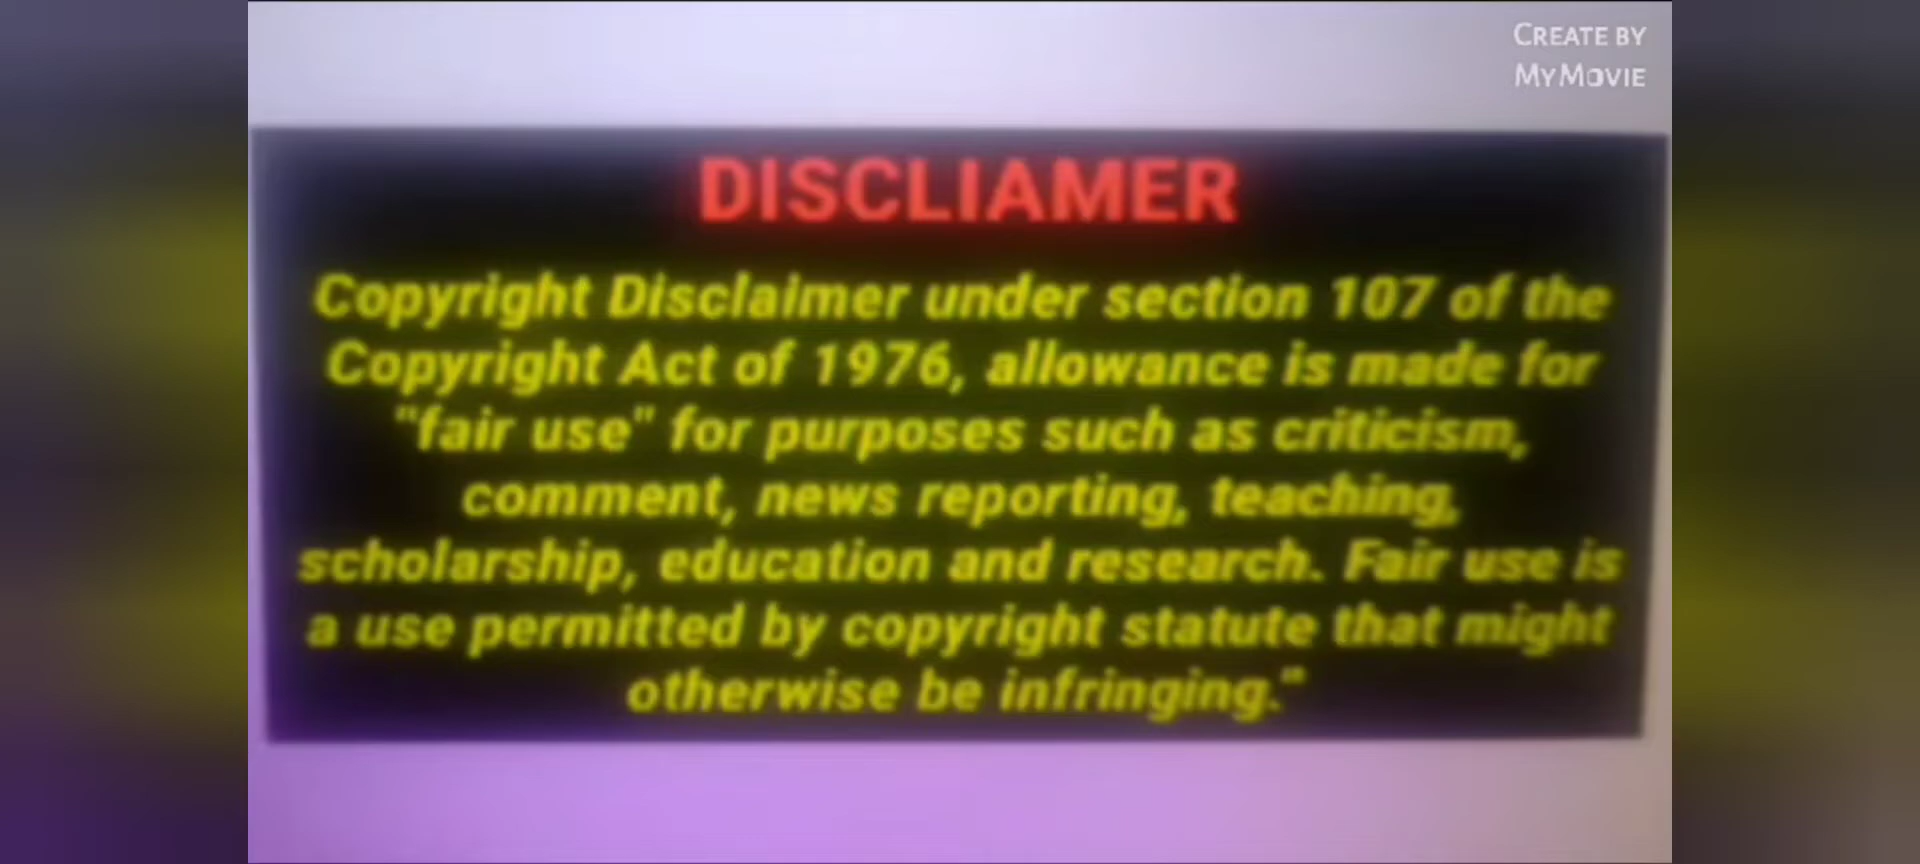 CREATE BY
MYMOVIE
DISCLIAMER
Copyright Disclaimer under section 107 of the
Copyright Act of 1976, allowance is made for
"fair use" for purposes such as criticism,
comment, news reporting, teaching,
scholarship, education and research. Fair use is
a use permitted by copyright statute that might
otherwise be infringing."